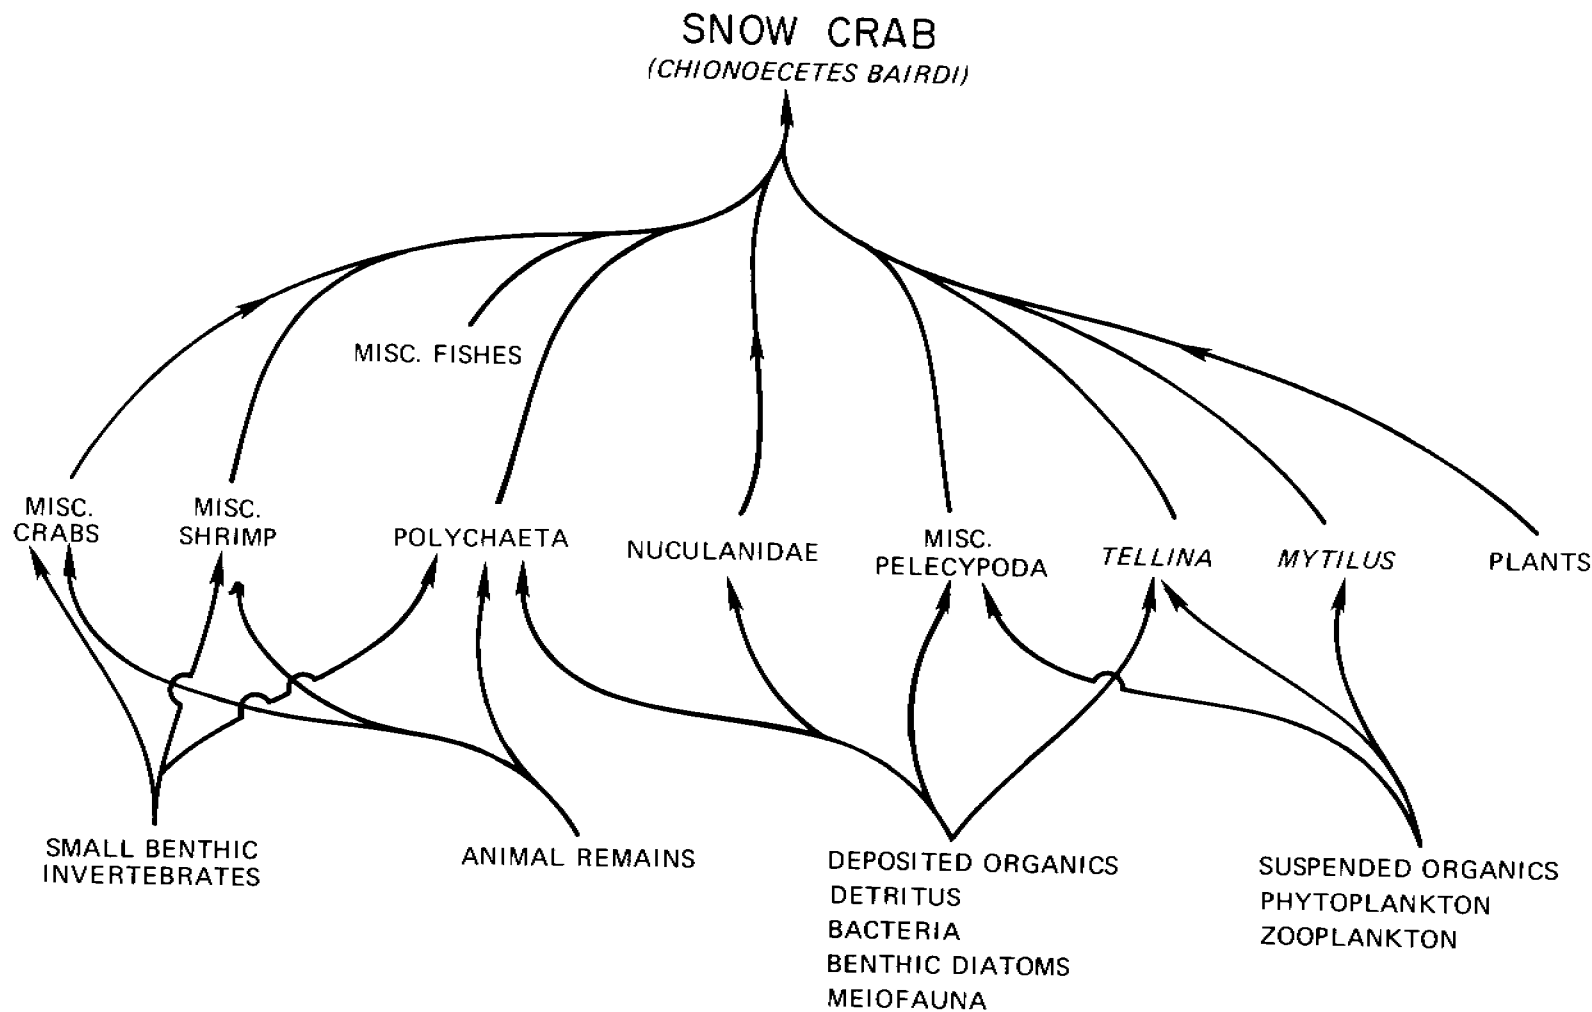 SNOW CRAB
(CHIONOECETES BAIRDI)
MISC. FISHES
MISC.
CRABS
MISC.
SHRIMP
POLYCHAETA
NUCULANIDAE
MISC.
PELECYPODA
TELLINA
MYTILUS
PLANTS
SMALL BENTHIC
INVERTEBRATES
ANIMAL REMAINS
DEPOSITED ORGANICS
DETRITUS
BACTERIA
BENTHIC DIATOMS
MEIOFAUNA
SUSPENDED ORGANICS
PHYTOPLANKTON
ZOOPLANKTON